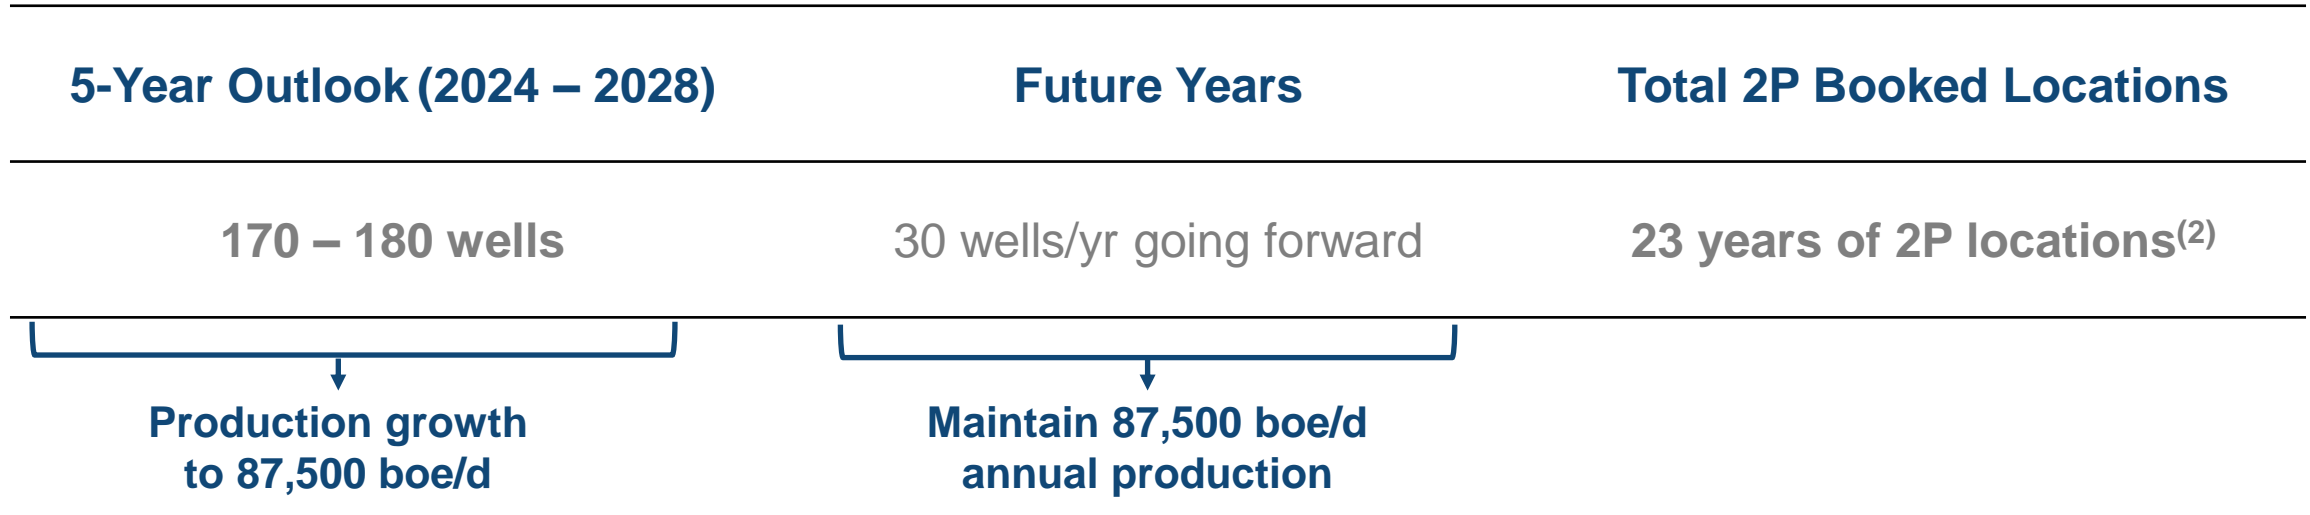 5-Year Outlook (2024 – 2028)
Future Years
Total 2P Booked Locations
170 – 180 wells
30 wells/yr going forward
23 years of 2P locations(2)
Production growth
to 87,500 boe/d
Maintain 87,500 boe/d
annual production